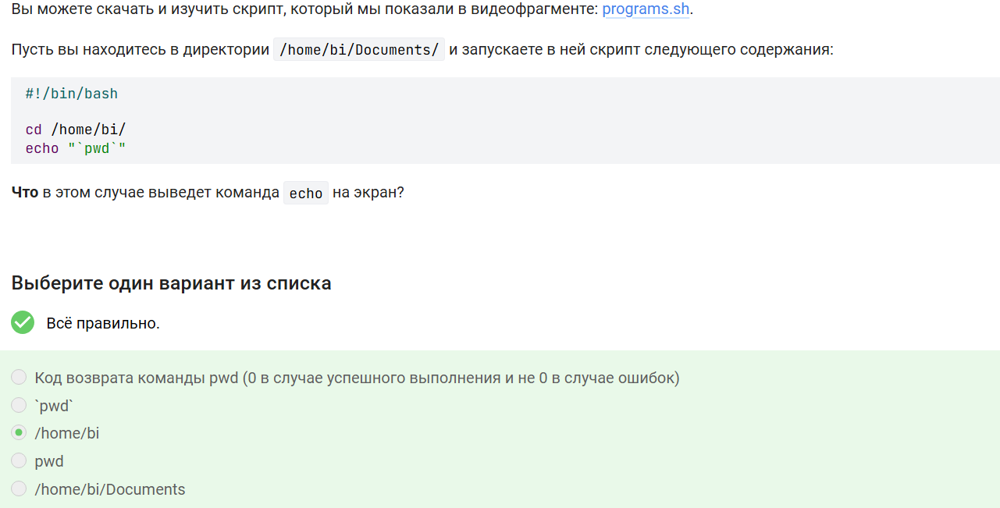 Вы можете скачать и изучить скрипт, который мы показали в видеофрагменте: programs.sh.
Пусть вы находитесь в директории /home/bi/Documents/ и запускаете в ней скрипт следующего содержания:
#!/bin/bash
cd /home/bi/
echo "`pwd`"
Что в этом случае выведет команда echo на экран?
Выберите один вариант из списка
Всё правильно.
Код возврата команды pwd (0 в случае успешного выполнения и не 0 в случае ошибок)
`pwd`
/home/bi
pwd
/home/bi/Documents